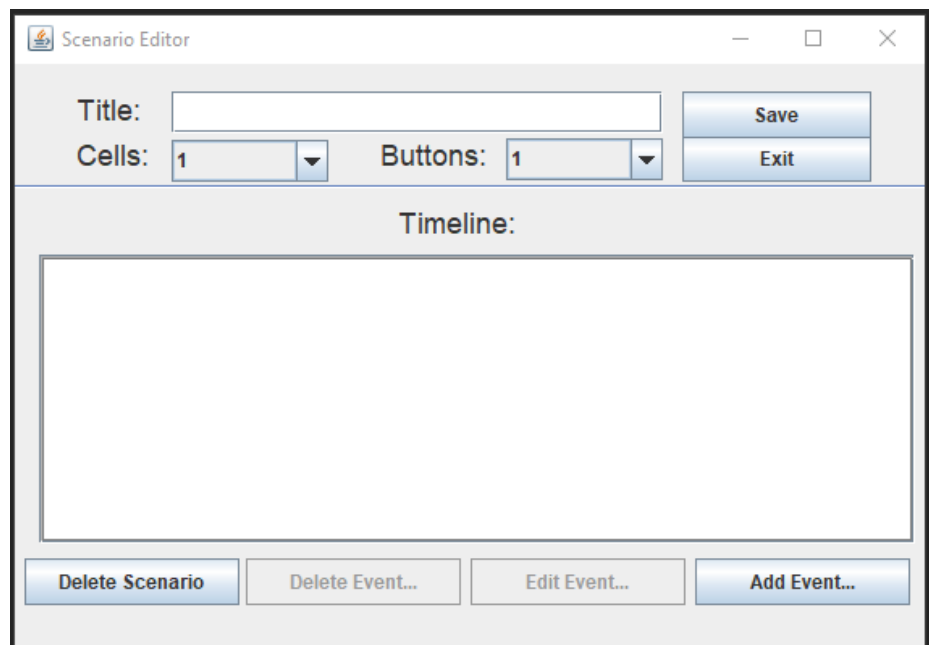 Scenario Editor
Title:
Save
Cells: 1 Buttons: 1
Exit
Timeline:
Delete Scenario Delete Event... Edit Event... Add Event...